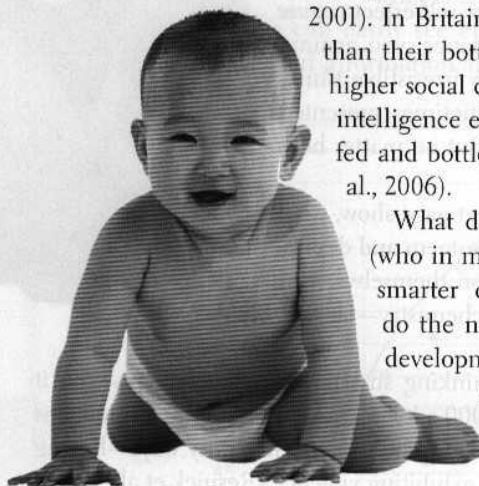 2001). In Britain
than their bott
higher social c
intelligence e
fed and bottle
al., 2006).
What d
(who in m
smarter c
do the n
developn